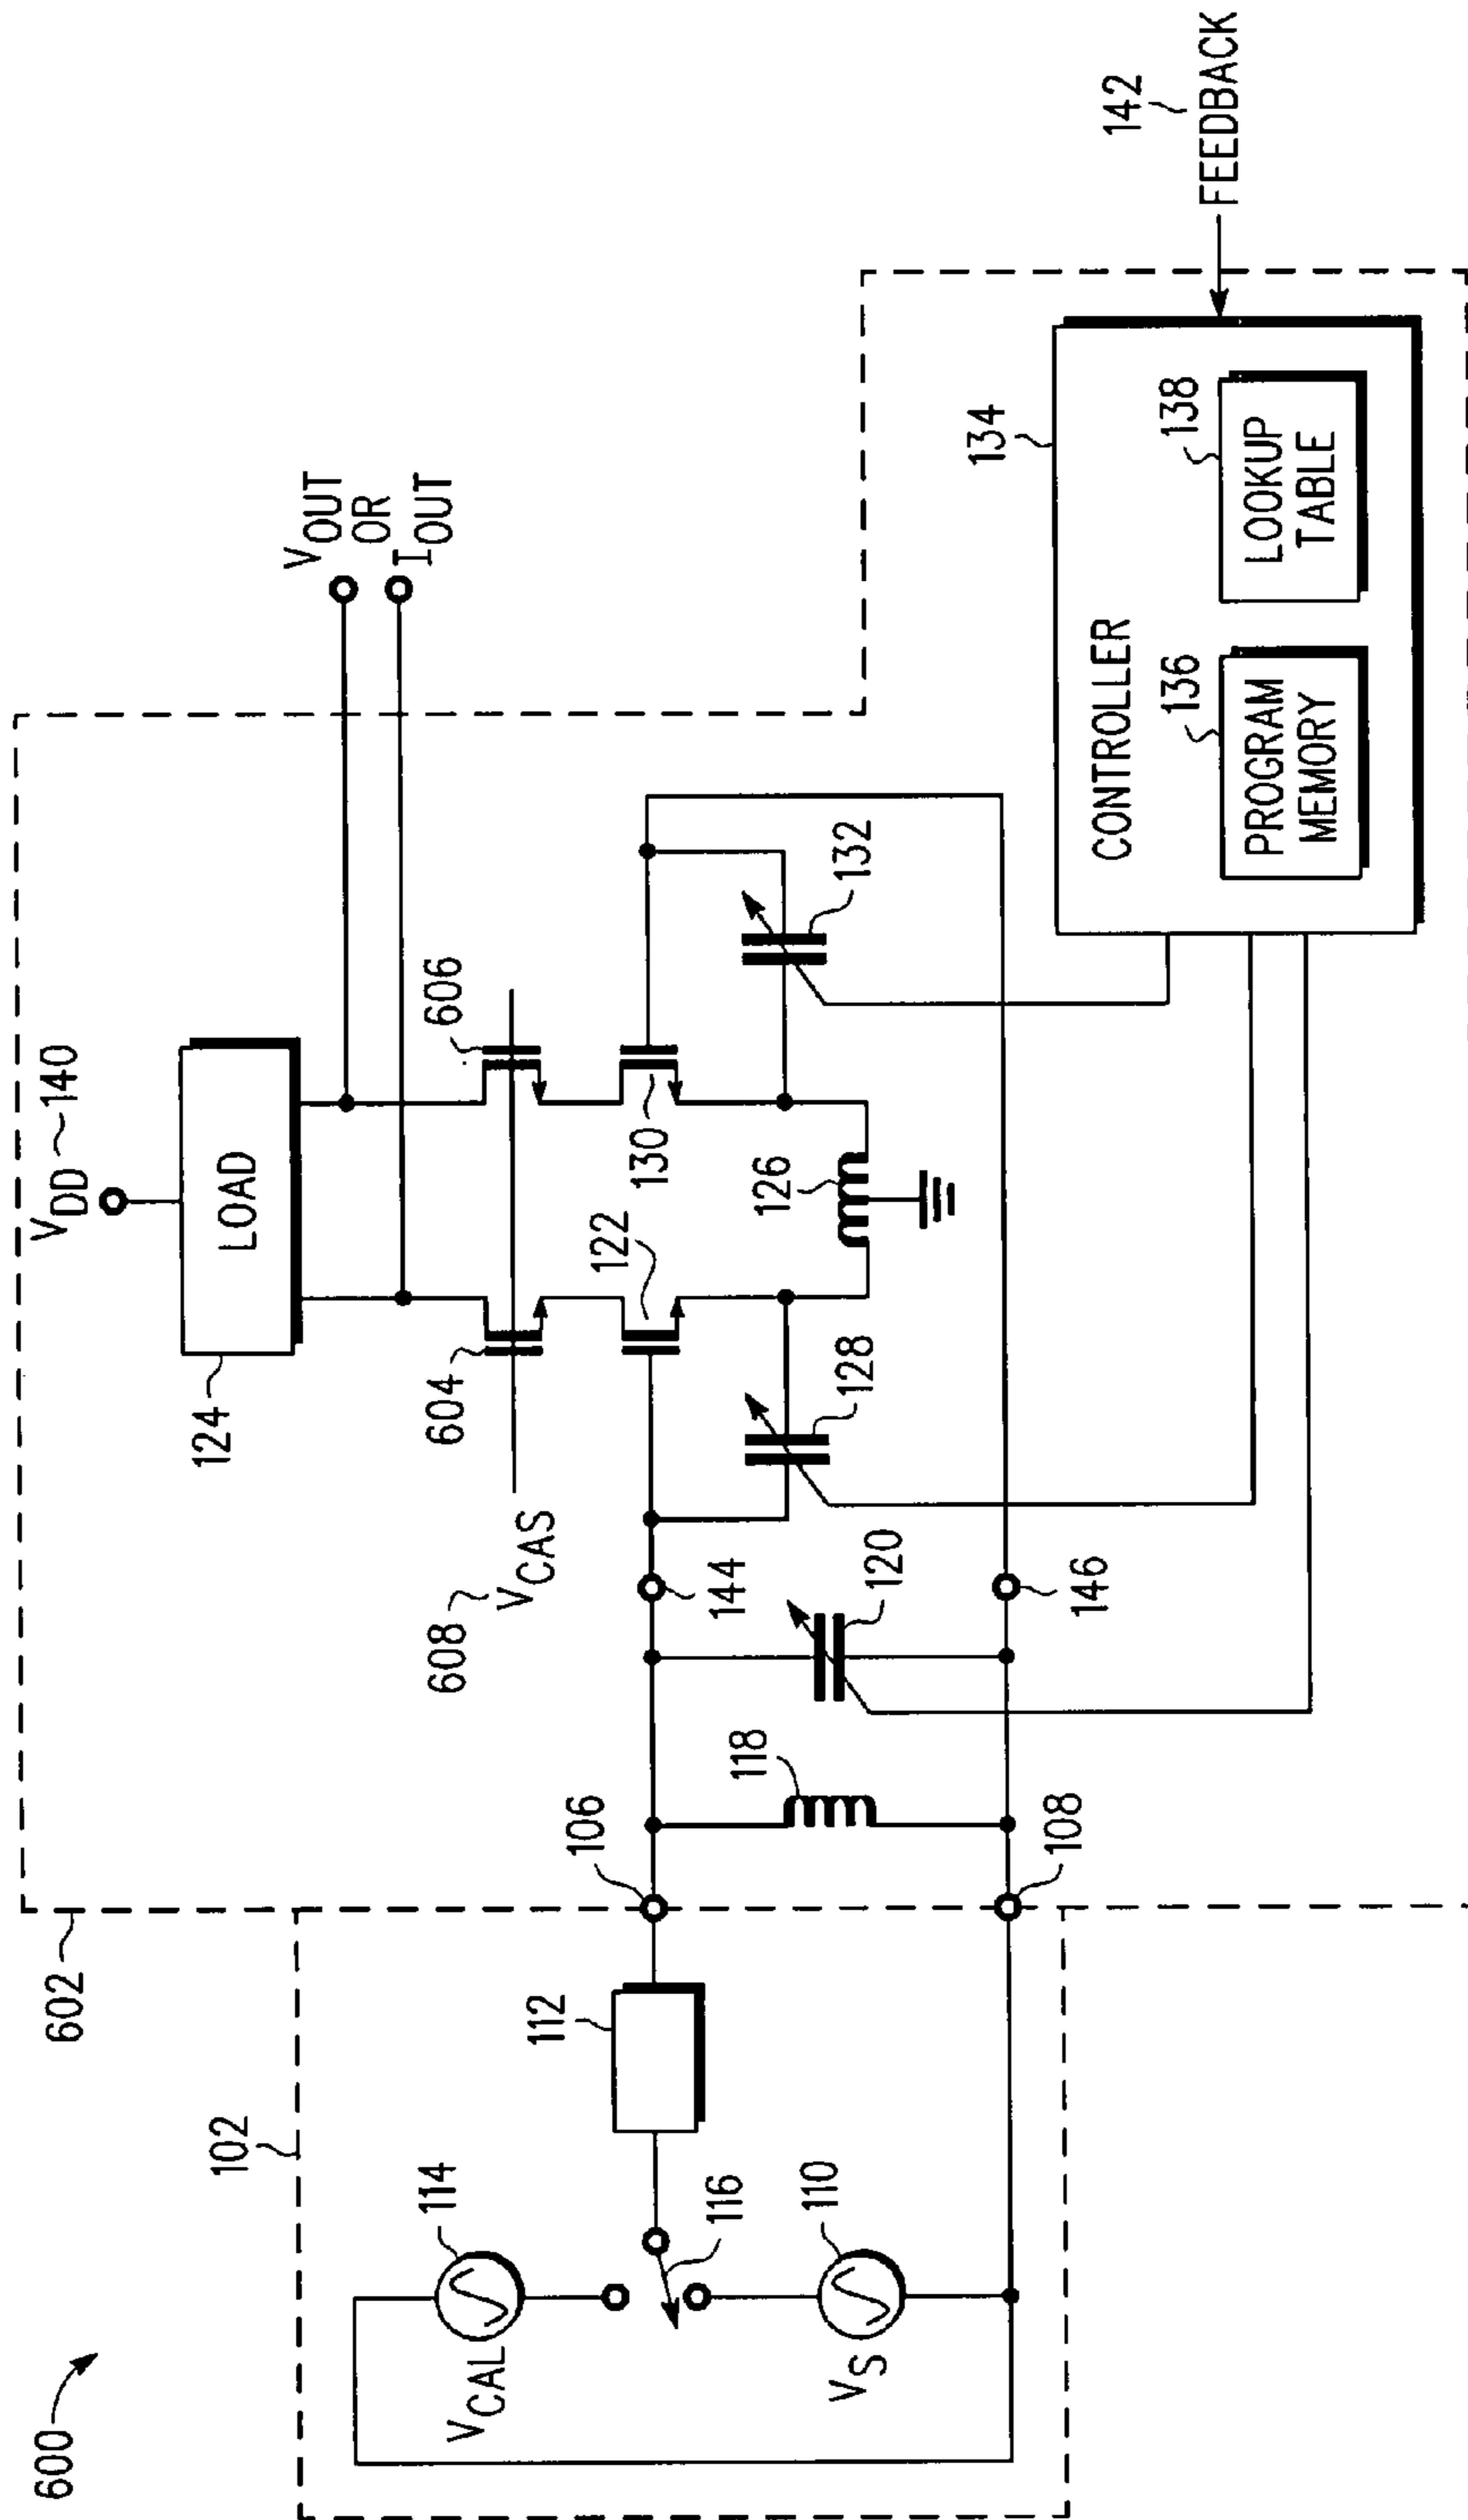 600
602
102
V_CAL
114
116
V_S
110
112
106
108
118
120
144
146
608
V_CAS
604
606
124
LOAD
V_DD
140
V_OUT
OR
I_OUT
122
130
126
128
132
134
CONTROLLER
136
PROGRAM
MEMORY
138
LOOKUP
TABLE
142
FEEDBACK